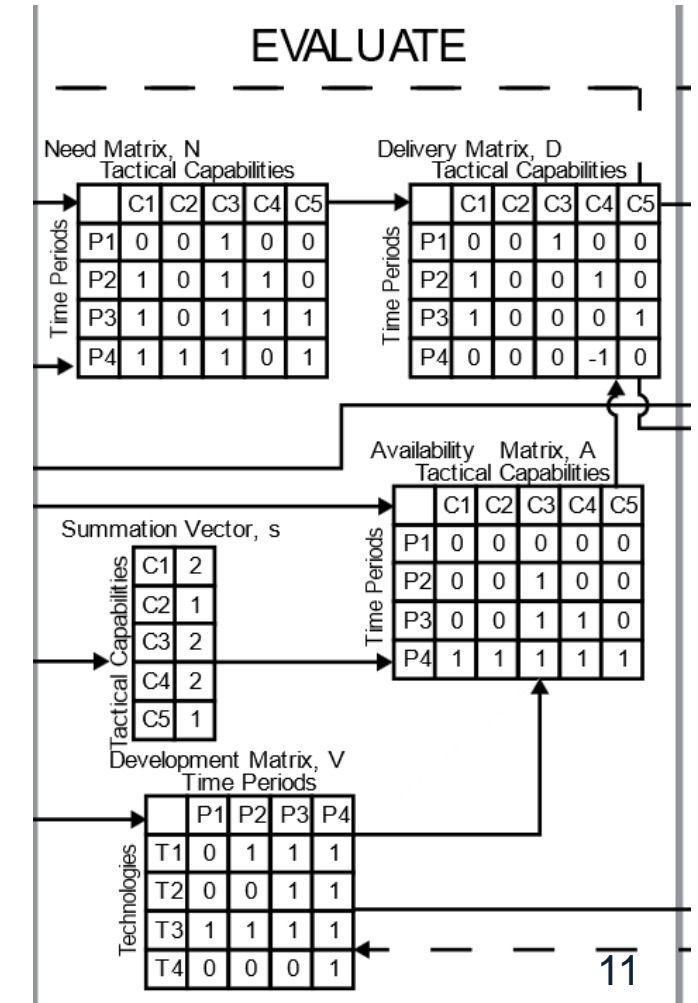 EVALUATE
Need Matrix, N
Tactical Capabilities
C1 C2 C3 C4 C5
Time Periods
P1 0 0 1 0 0
P2 1 0 1 1 0
P3 1 0 1 1 1
P4 1 1 1 0 1
Delivery Matrix, D
Tactical Capabilities
C1 C2 C3 C4 C5
Time Periods
P1 0 0 1 0 0
P2 1 0 0 1 0
P3 1 0 0 0 1
P4 0 0 0 -1 0
Availability Matrix, A
Tactical Capabilities
C1 C2 C3 C4 C5
Time Periods
P1 0 0 0 0 0
P2 0 0 1 0 0
P3 0 0 1 1 0
P4 1 1 1 1 1
Summation Vector, s
Tactical Capabilities
C1 2
C2 1
C3 2
C4 2
C5 1
Development Matrix, V
Time Periods
P1 P2 P3 P4
Technologies
T1 0 1 1 1
T2 0 0 1 1
T3 1 1 1 1
T4 0 0 0 1
11